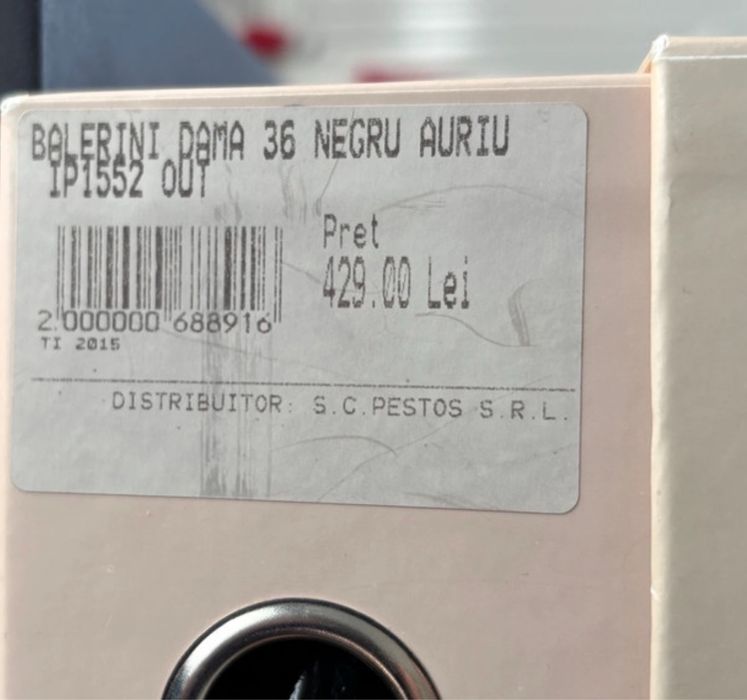 BALERINI DAMA 36 NEGRU AURIU
IP1552 OUT
Pret
429.00 Lei
2 000000 688916
TI 2015
DISTRIBUITOR: S.C.PESTOS S.R.L.